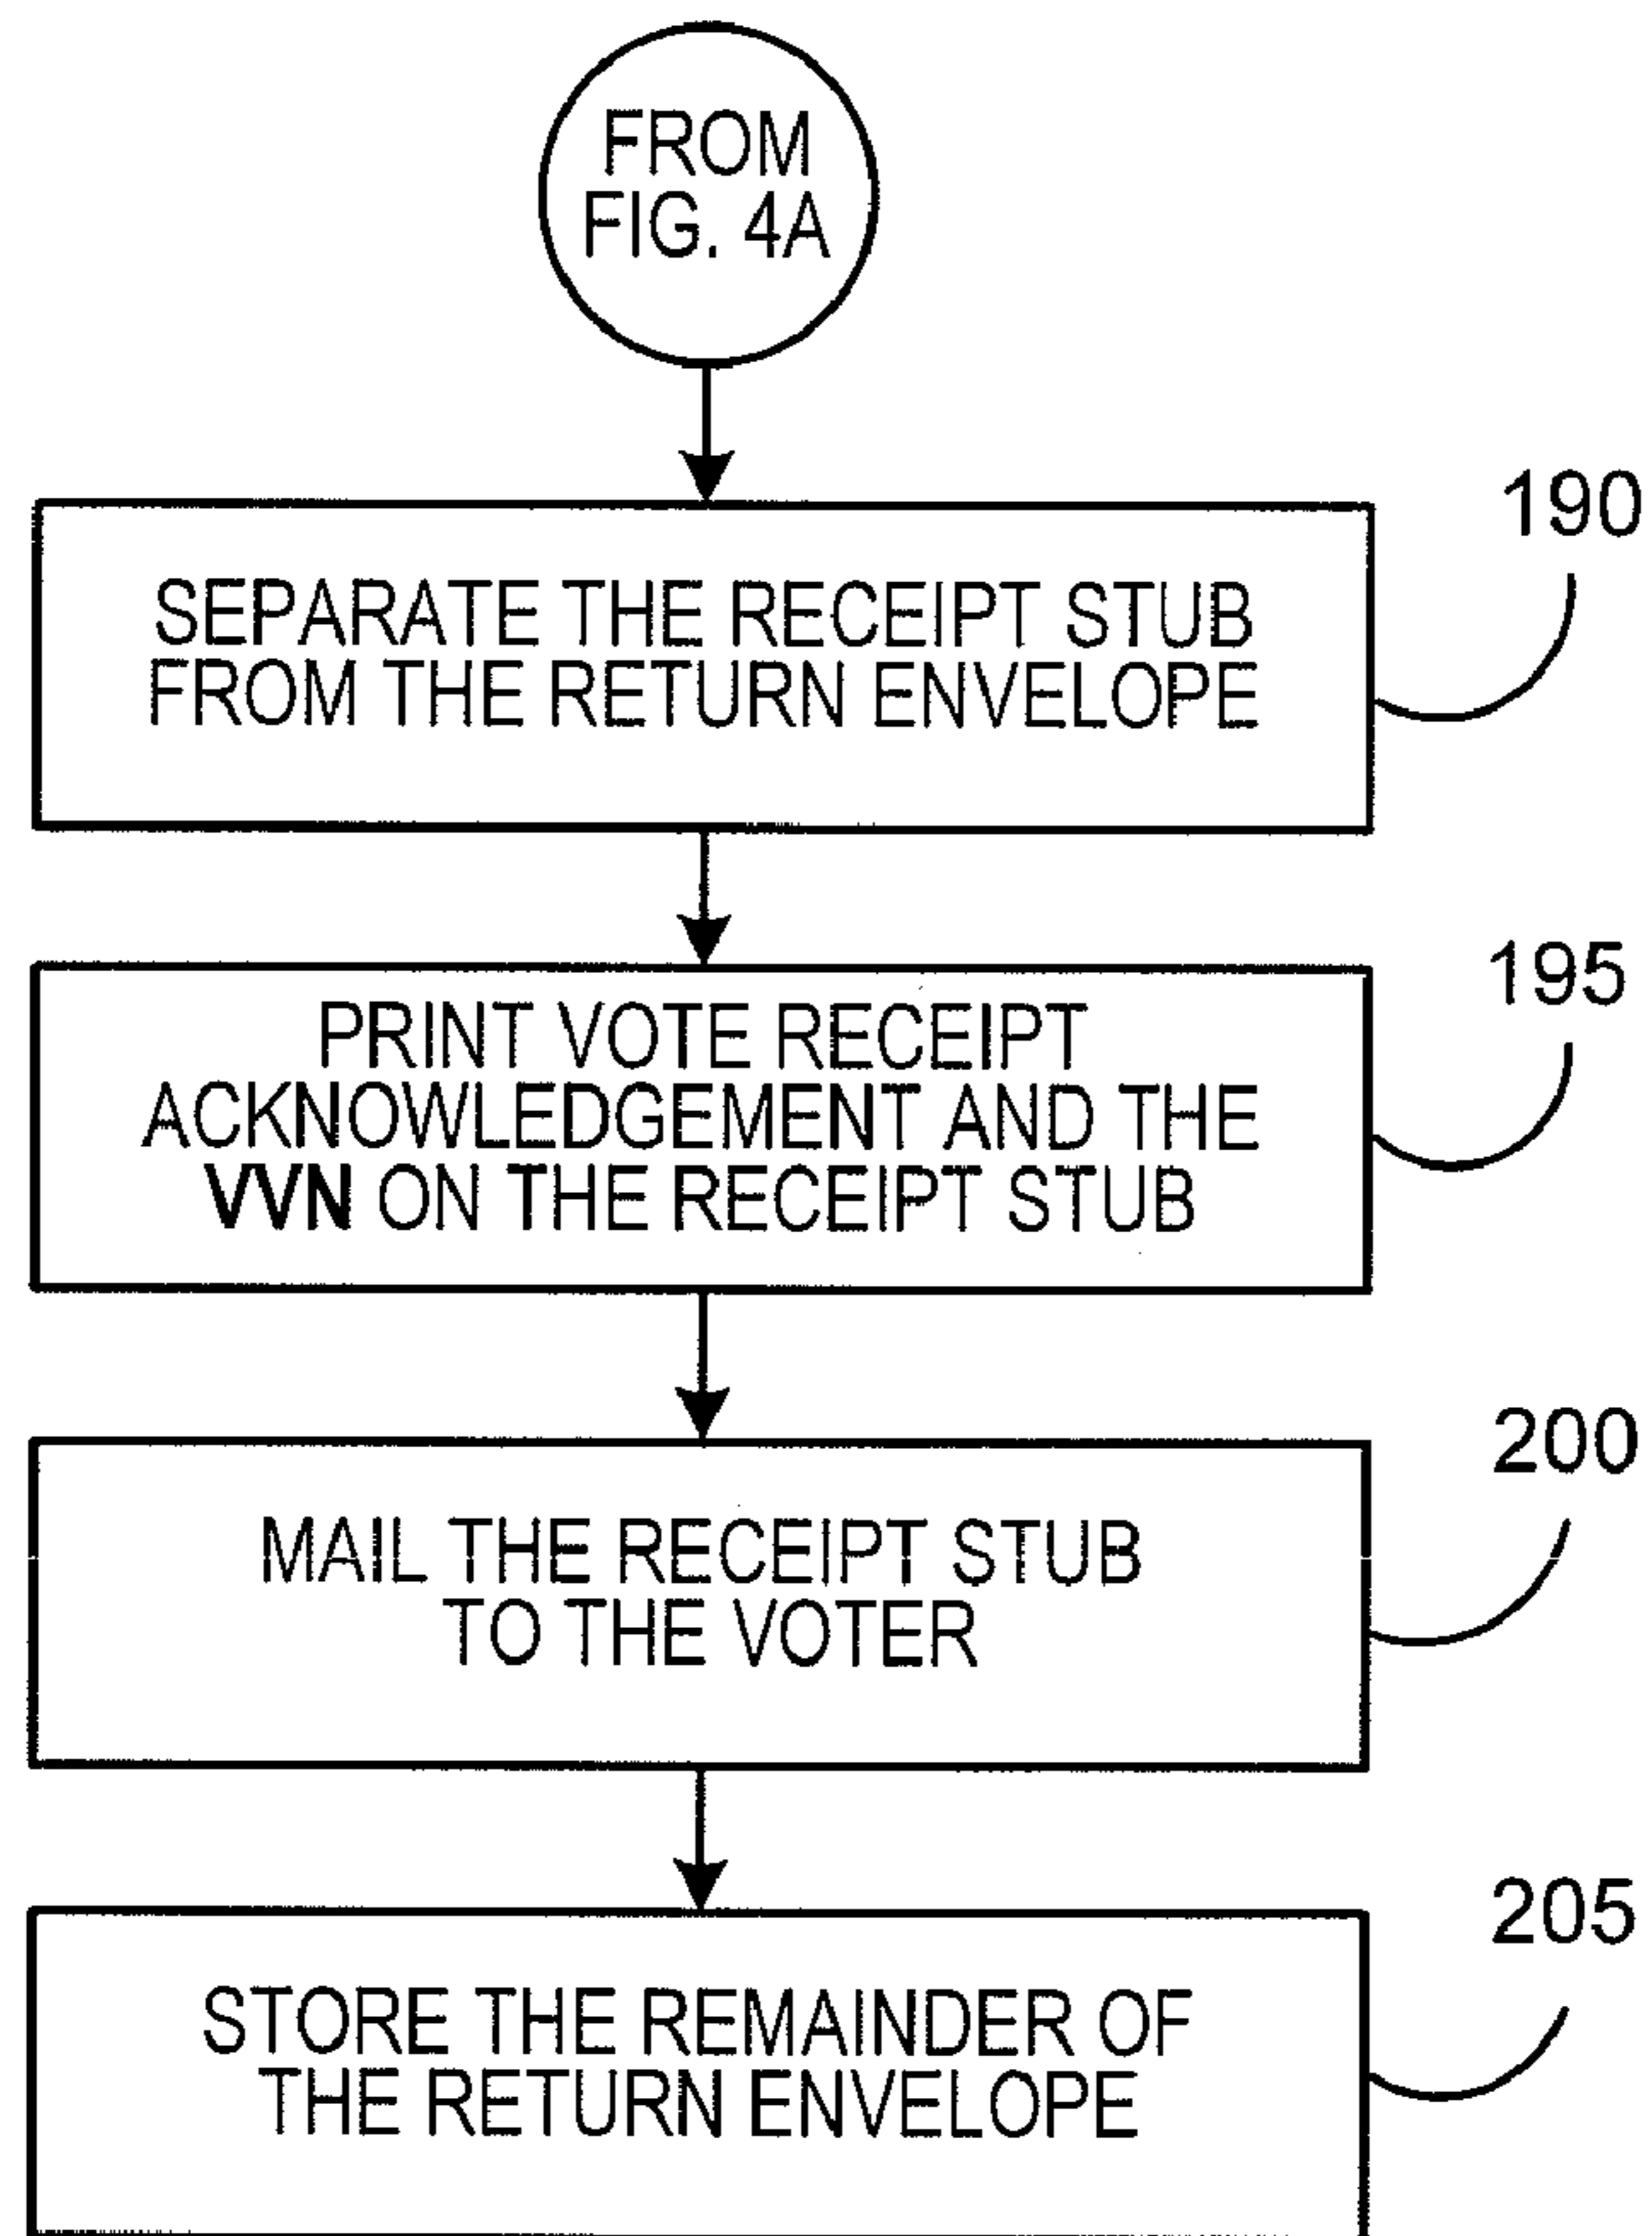 FROM
FIG. 4A
190
SEPARATE THE RECEIPT STUB
FROM THE RETURN ENVELOPE
195
PRINT VOTE RECEIPT
ACKNOWLEDGEMENT AND THE
VVN ON THE RECEIPT STUB
200
MAIL THE RECEIPT STUB
TO THE VOTER
205
STORE THE REMAINDER OF
THE RETURN ENVELOPE